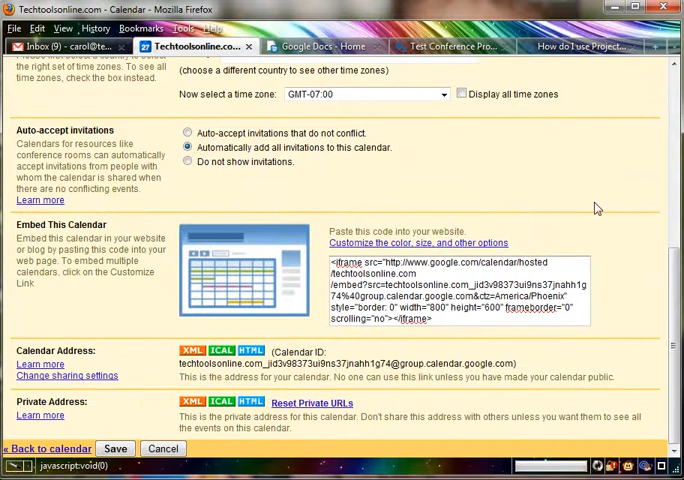 Techtoolsonline.com - Calendar - Mozilla Firefox
File Edit View History Bookmarks Tools Help
Inbox (9) - carol@te...
Techtoolsonline.co...
Google Docs - Home
Test Conference Pro...
How do I use Project...
the right set of time zones.
To see all time zones,
check the box instead.
(choose a different country to see other time zones)
Now select a time zone: GMT-07:00 Display all time zones
Auto-accept invitations
Calendars for resources like
conference rooms can automatically
accept invitations from people with
whom the calendar is shared when
there are no conflicting events.
Learn more
Auto-accept invitations that do not conflict.
Automatically add all invitations to this calendar.
Do not show invitations.
Embed This Calendar
Embed this calendar in your website
or blog by pasting this code into your
web page. To embed multiple
calendars, click on the Customize
Link
Paste this code into your website.
Customize the color, size, and other options
<iframe src="http://www.google.com/calendar/hosted
/techtoolsonline.com
/embed?src=techtoolsonline.com_jid3v98373ui9ns37jnahh1g
74%40group.calendar.google.com&ctz=America/Phoenix"
style="border: 0" width="800" height="600" frameborder="0"
scrolling="no"></iframe>
Calendar Address:
Learn more
Change sharing settings
XML ICAL HTML (Calendar ID:
techtoolsonline.com_jid3v98373ui9ns37jnahh1g74@group.calendar.google.com)
This is the address for your calendar. No one can use this link unless you have made your calendar public.
Private Address:
Learn more
XML ICAL HTML Reset Private URLs
This is the private address for this calendar. Don't share this address with others unless you want them to see all
the events on this calendar.
« Back to calendar Save Cancel
javascript:void(0)